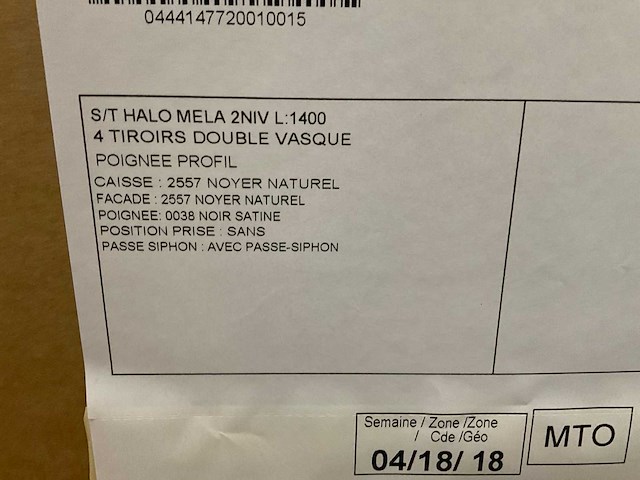 0444147720010015
S/T HALO MELA 2NIV L:1400
4 TIROIRS DOUBLE VASQUE
POIGNEE PROFIL
CAISSE : 2557 NOYER NATUREL
FACADE : 2557 NOYER NATUREL
POIGNEE: 0038 NOIR SATINE
POSITION PRISE : SANS
PASSE SIPHON : AVEC PASSE-SIPHON
Semaine / Zone /Zone
/ Cde /Géo
04/18/ 18
MTO